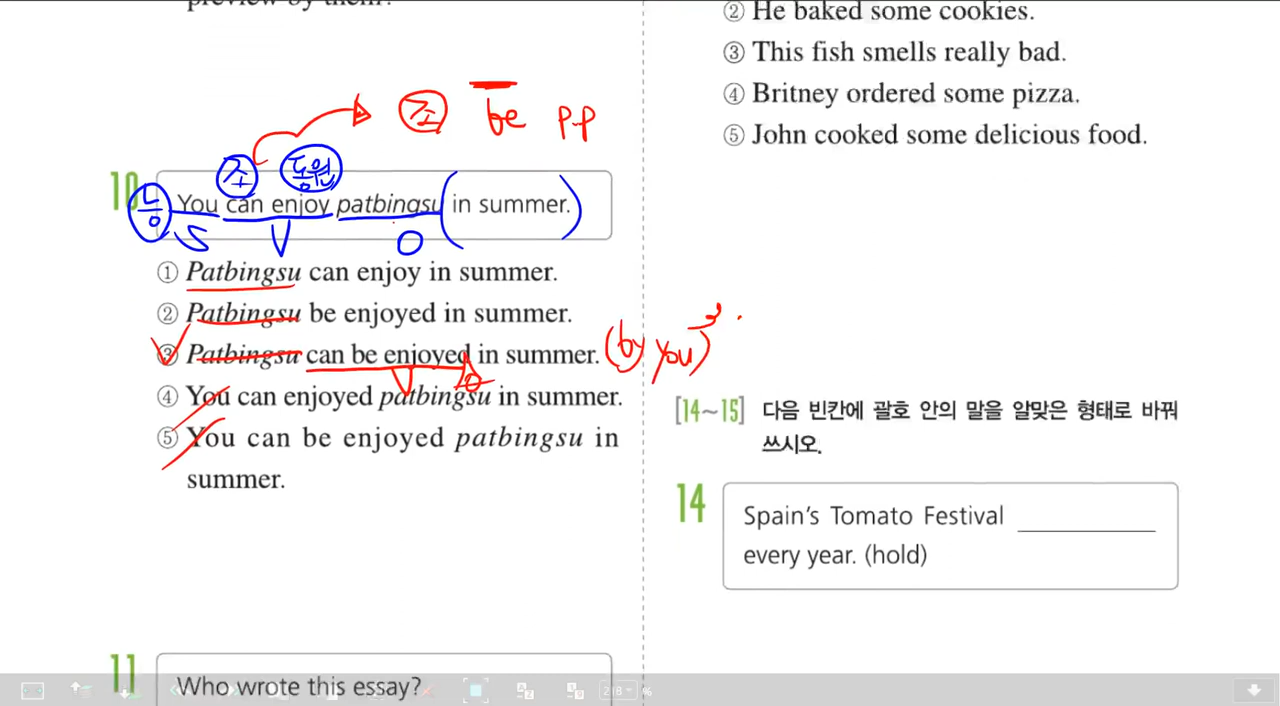 preview by them?
조 be p.p
조 동원
10
능
You can enjoy patbingsu (in summer.)
S V O
① Patbingsu can enjoy in summer.
② Patbingsu be enjoyed in summer.
③ Patbingsu can be enjoyed in summer. (by you)
V
④ You can enjoyed patbingsu in summer.
⑤ You can be enjoyed patbingsu in
summer.
11
Who wrote this essay?
② He baked some cookies.
③ This fish smells really bad.
④ Britney ordered some pizza.
⑤ John cooked some delicious food.
[14~15] 다음 빈칸에 괄호 안의 말을 알맞은 형태로 바꿔
쓰시오.
14
Spain's Tomato Festival ____________
every year. (hold)
218 %